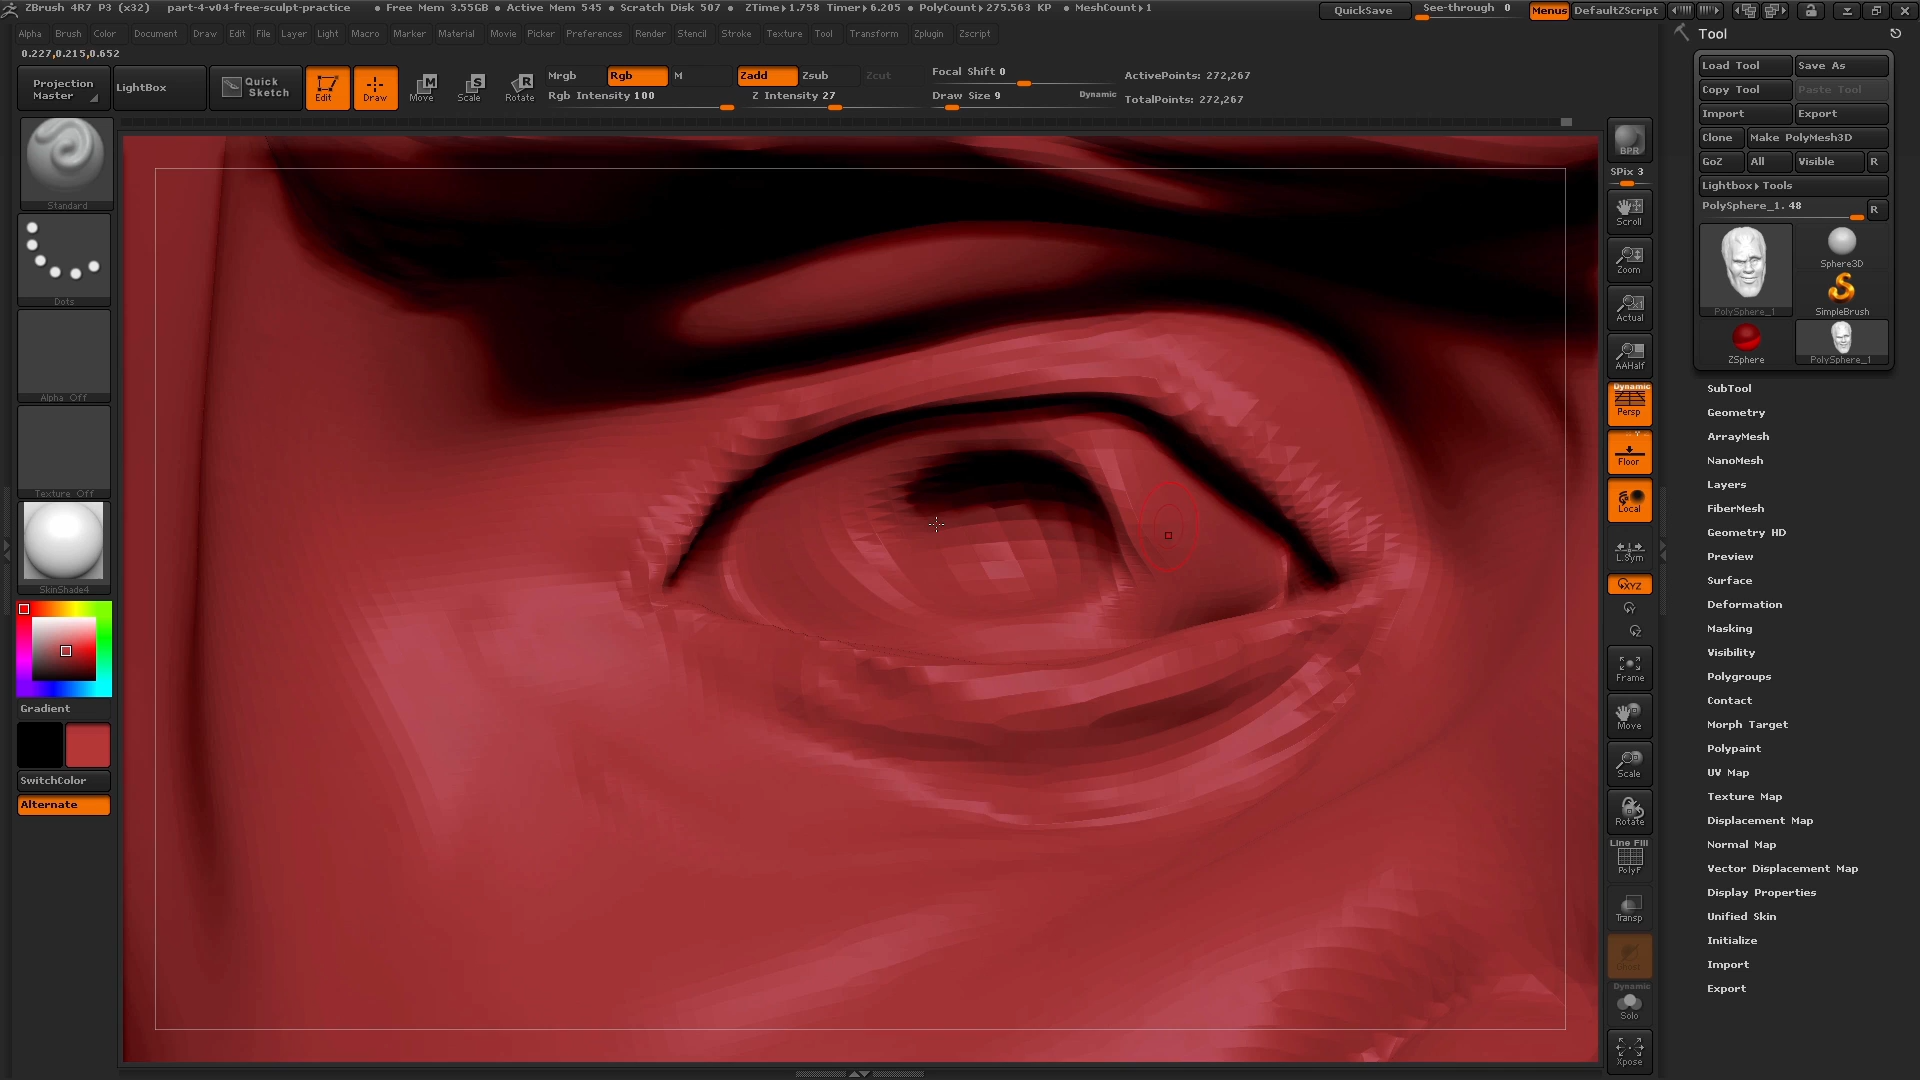 ZBrush 4R7 P3 (x32) part-4-v04-free-sculpt-practice • Free Mem 3.55GB • Active Mem 545 • Scratch Disk 507 • ZTime▸1.758 Timer▸6.205 • PolyCount▸275.563 KP • MeshCount▸1 QuickSave See-through 0 Menus DefaultZScript
Alpha Brush Color Document Draw Edit File Layer Light Macro Marker Material Movie Picker Preferences Render Stencil Stroke Texture Tool Transform Zplugin Zscript
0.227,0.215,0.652
Projection Master
LightBox
Quick Sketch
Edit
Draw
Move
Scale
Rotate
Mrgb Rgb M
Rgb Intensity 100
Zadd Zsub Zcut
Z Intensity 27
Focal Shift 0
Draw Size 9 Dynamic
ActivePoints: 272,267
TotalPoints: 272,267
Standard
Dots
Alpha Off
Texture Off
SkinShade4
Gradient
SwitchColor
Alternate
BPR
SPix 3
Scroll
Zoom
Actual
AAHalf
Dynamic
Persp
Floor
Local
L.Sym
XYZ
Y
Z
Frame
Move
Scale
Rotate
Line Fill
PolyF
Transp
Ghost
Dynamic
Solo
Xpose
Tool
Load Tool Save As
Copy Tool Paste Tool
Import Export
Clone Make PolyMesh3D
GoZ All Visible R
Lightbox▸Tools
PolySphere_1. 48 R
PolySphere_1
Sphere3D
SimpleBrush
ZSphere
PolySphere_1
SubTool
Geometry
ArrayMesh
NanoMesh
Layers
FiberMesh
Geometry HD
Preview
Surface
Deformation
Masking
Visibility
Polygroups
Contact
Morph Target
Polypaint
UV Map
Texture Map
Displacement Map
Normal Map
Vector Displacement Map
Display Properties
Unified Skin
Initialize
Import
Export